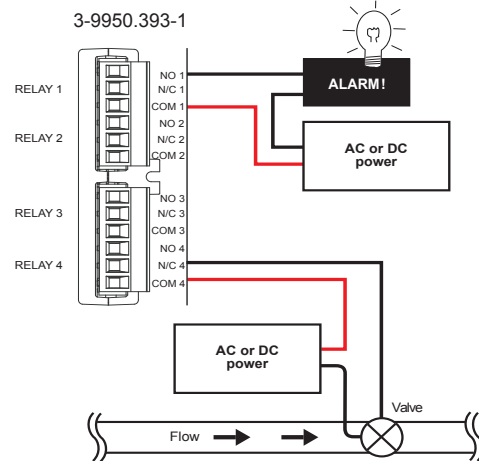 3-9950.393-1
RELAY 1
RELAY 2
RELAY 3
RELAY 4
NO 1
N/C 1
COM 1
NO 2
N/C 2
COM 2
NO 3
N/C 3
COM 3
NO 4
N/C 4
COM 4
ALARM!
AC or DC
power
AC or DC
power
Valve
Flow